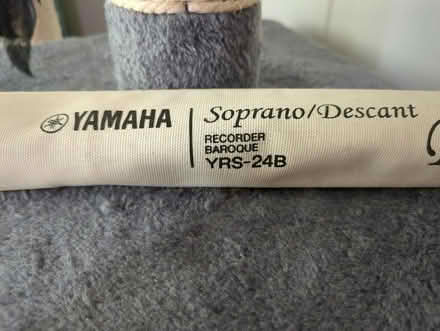 YAMAHA
Soprano/Descant
RECORDER
BAROQUE
YRS-24B